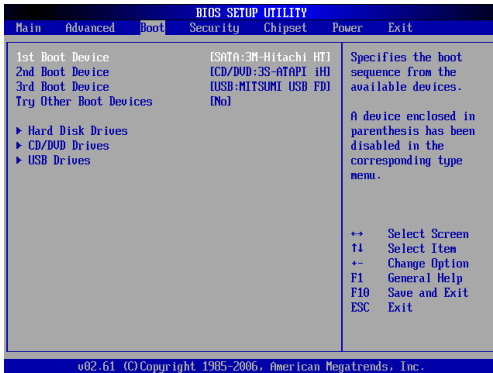 BIOS SETUP UTILITY
Main Advanced Boot Security Chipset Power Exit
1st Boot Device [SATA:3M-Hitachi HT]
2nd Boot Device [CD/DVD:3S-ATAPI iH]
3rd Boot Device [USB:MITSUMI USB FD]
Try Other Boot Devices [No]
▶ Hard Disk Drives
▶ CD/DVD Drives
▶ USB Drives
Specifies the boot
sequence from the
available devices.
A device enclosed in
parenthesis has been
disabled in the
corresponding type
menu.
↔ Select Screen
↑↓ Select Item
+- Change Option
F1 General Help
F10 Save and Exit
ESC Exit
v02.61 (C)Copyright 1985-2006, American Megatrends, Inc.